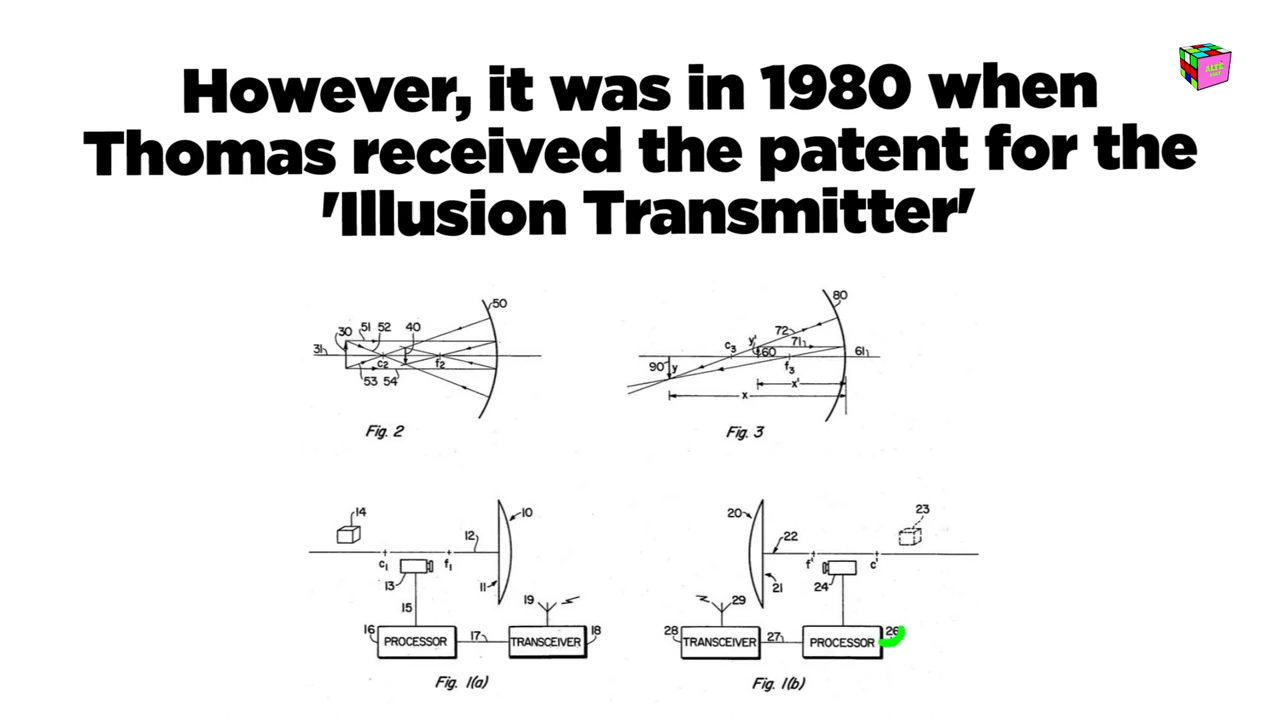 However, it was in 1980 when
Thomas received the patent for the
'Illusion Transmitter'
ALTA
50
51 52 40
30
31
c2 f2
53 54
Fig. 2
80
72
y' 71
c3 60 61
90 y f3
x'
x
Fig. 3
14 10
12
c1 f1
13 11
15 19
16 PROCESSOR 17 TRANSCEIVER 18
Fig. 1(a)
20 23
22
f' c'
21 24
29
28 TRANSCEIVER 27 PROCESSOR 26
Fig. 1(b)